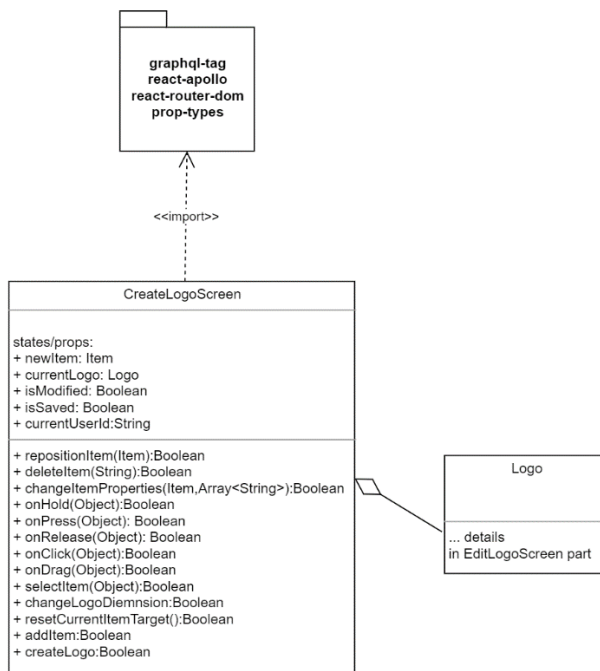 graphql-tag
react-apollo
react-router-dom
prop-types
<<import>>
CreateLogoScreen
states/props:
+ newItem: Item
+ currentLogo: Logo
+ isModified: Boolean
+ isSaved: Boolean
+ currentUserId:String
+ repositionItem(Item):Boolean
+ deleteItem(String):Boolean
+ changeItemProperties(Item,Array<String>):Boolean
+ onHold(Object):Boolean
+ onPress(Object): Boolean
+ onRelease(Object): Boolean
+ onClick(Object):Boolean
+ onDrag(Object):Boolean
+ selectItem(Object):Boolean
+ changeLogoDiemnsion:Boolean
+ resetCurrentItemTarget():Boolean
+ addItem:Boolean
+ createLogo:Boolean
Logo
... details
in EditLogoScreen part